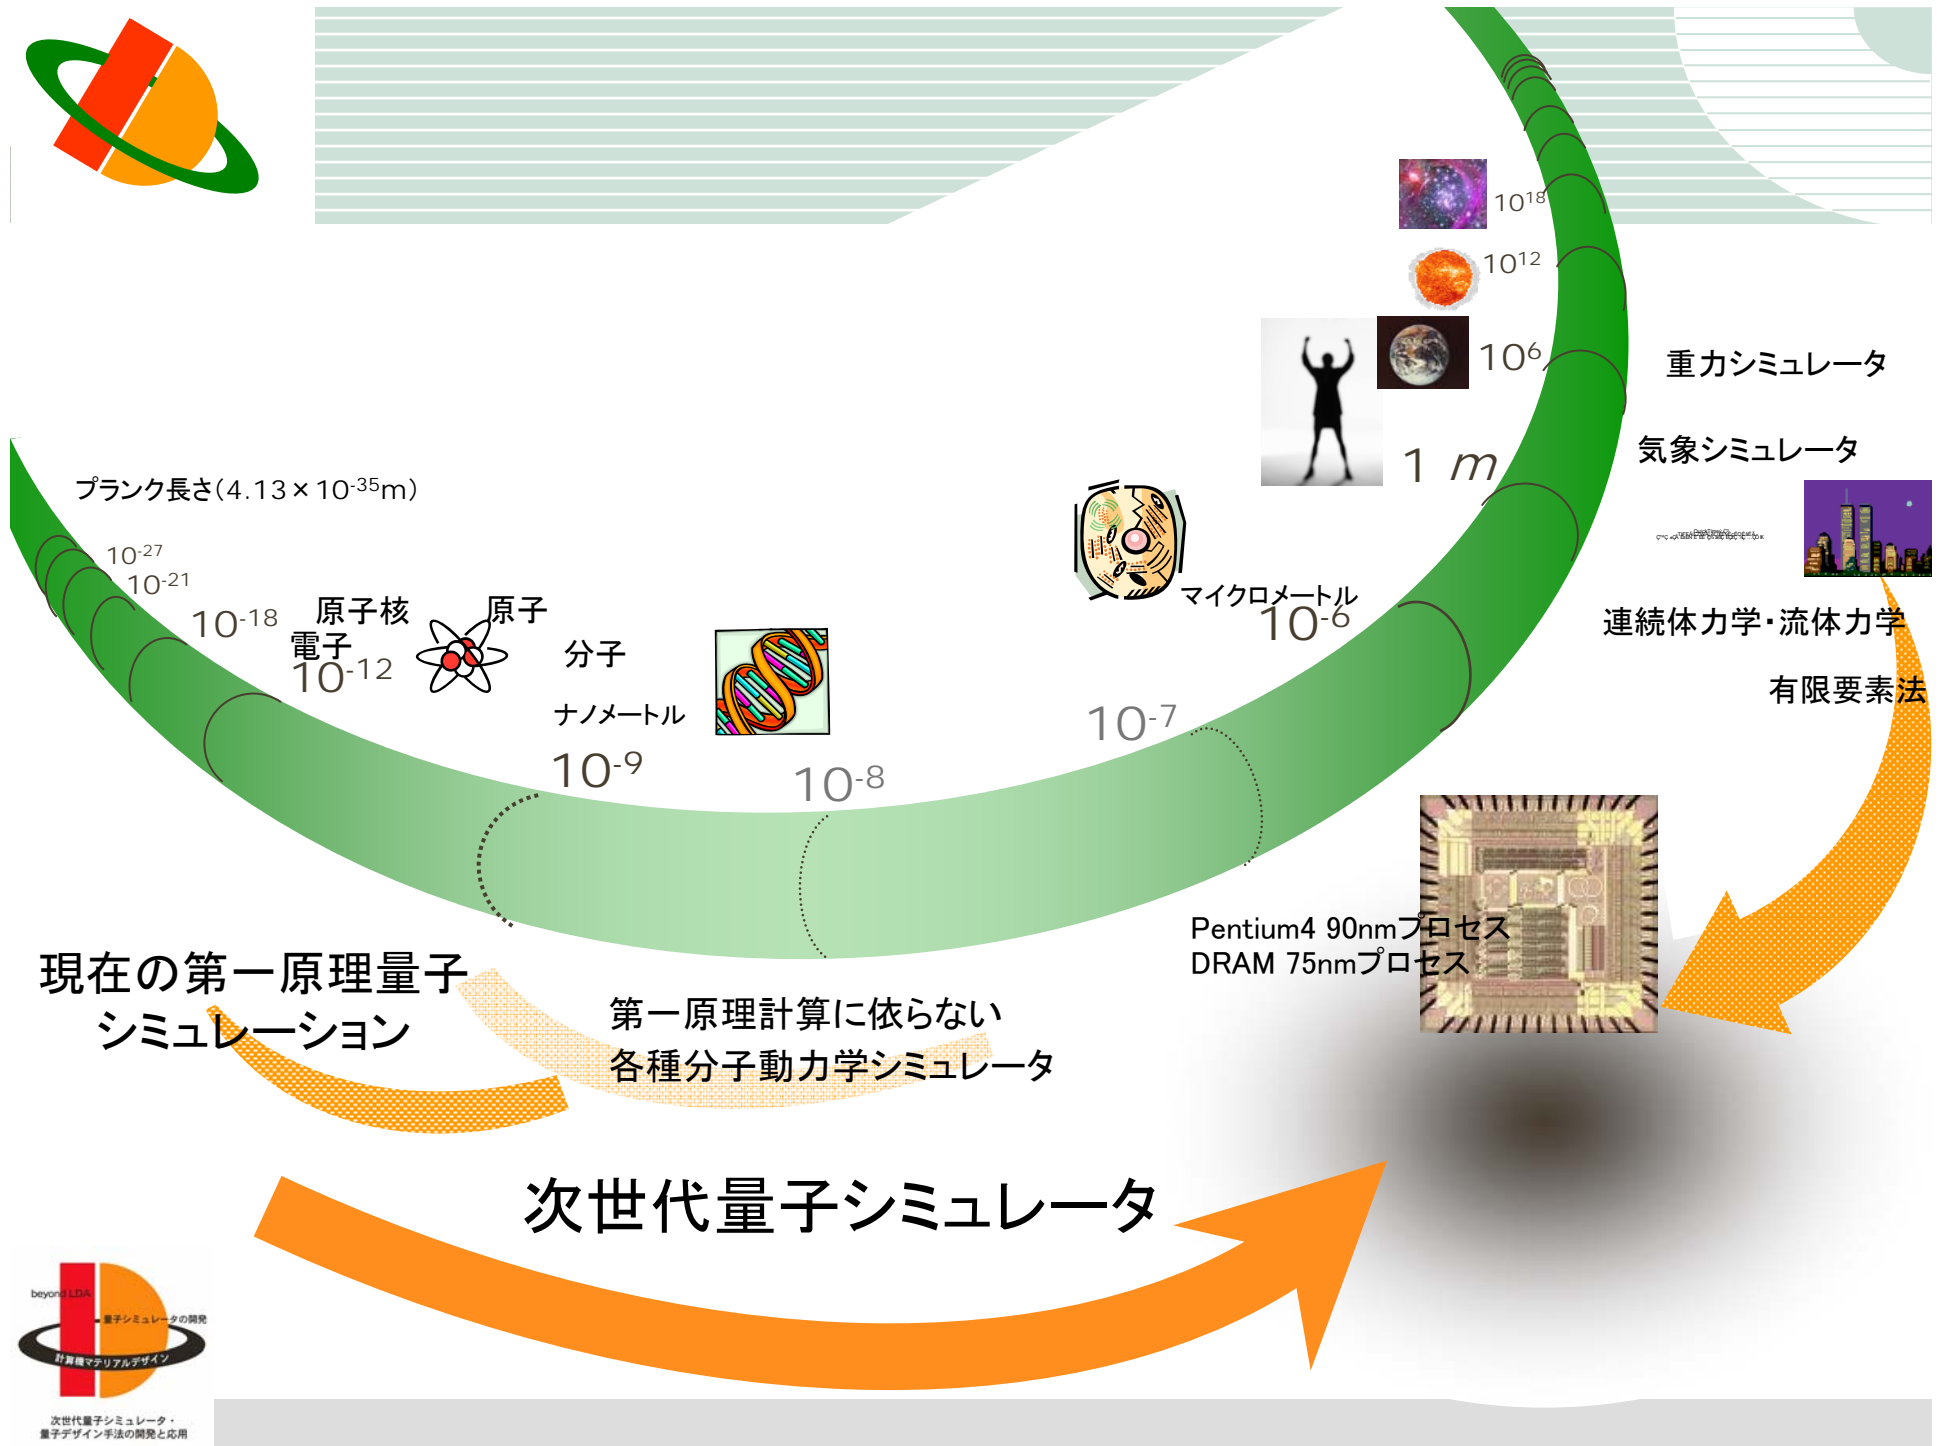 10¹⁸
10¹²
10⁶
重力シミュレータ
1 m
気象シミュレータ
プランク長さ(4.13×10⁻³⁵m)
10⁻²⁷
10⁻²¹
10⁻¹⁸
原子核
原子
電子
10⁻¹²
分子
ナノメートル
10⁻⁹
10⁻⁸
10⁻⁷
マイクロメートル
10⁻⁶
連続体力学・流体力学
有限要素法
Pentium4 90nmプロセス
DRAM 75nmプロセス
現在の第一原理量子
シミュレーション
第一原理計算に依らない
各種分子動力学シミュレータ
次世代量子シミュレータ
beyond LDA
量子シミュレータの開発
計算機マテリアルデザイン
次世代量子シミュレータ・
量子デザイン手法の開発と応用